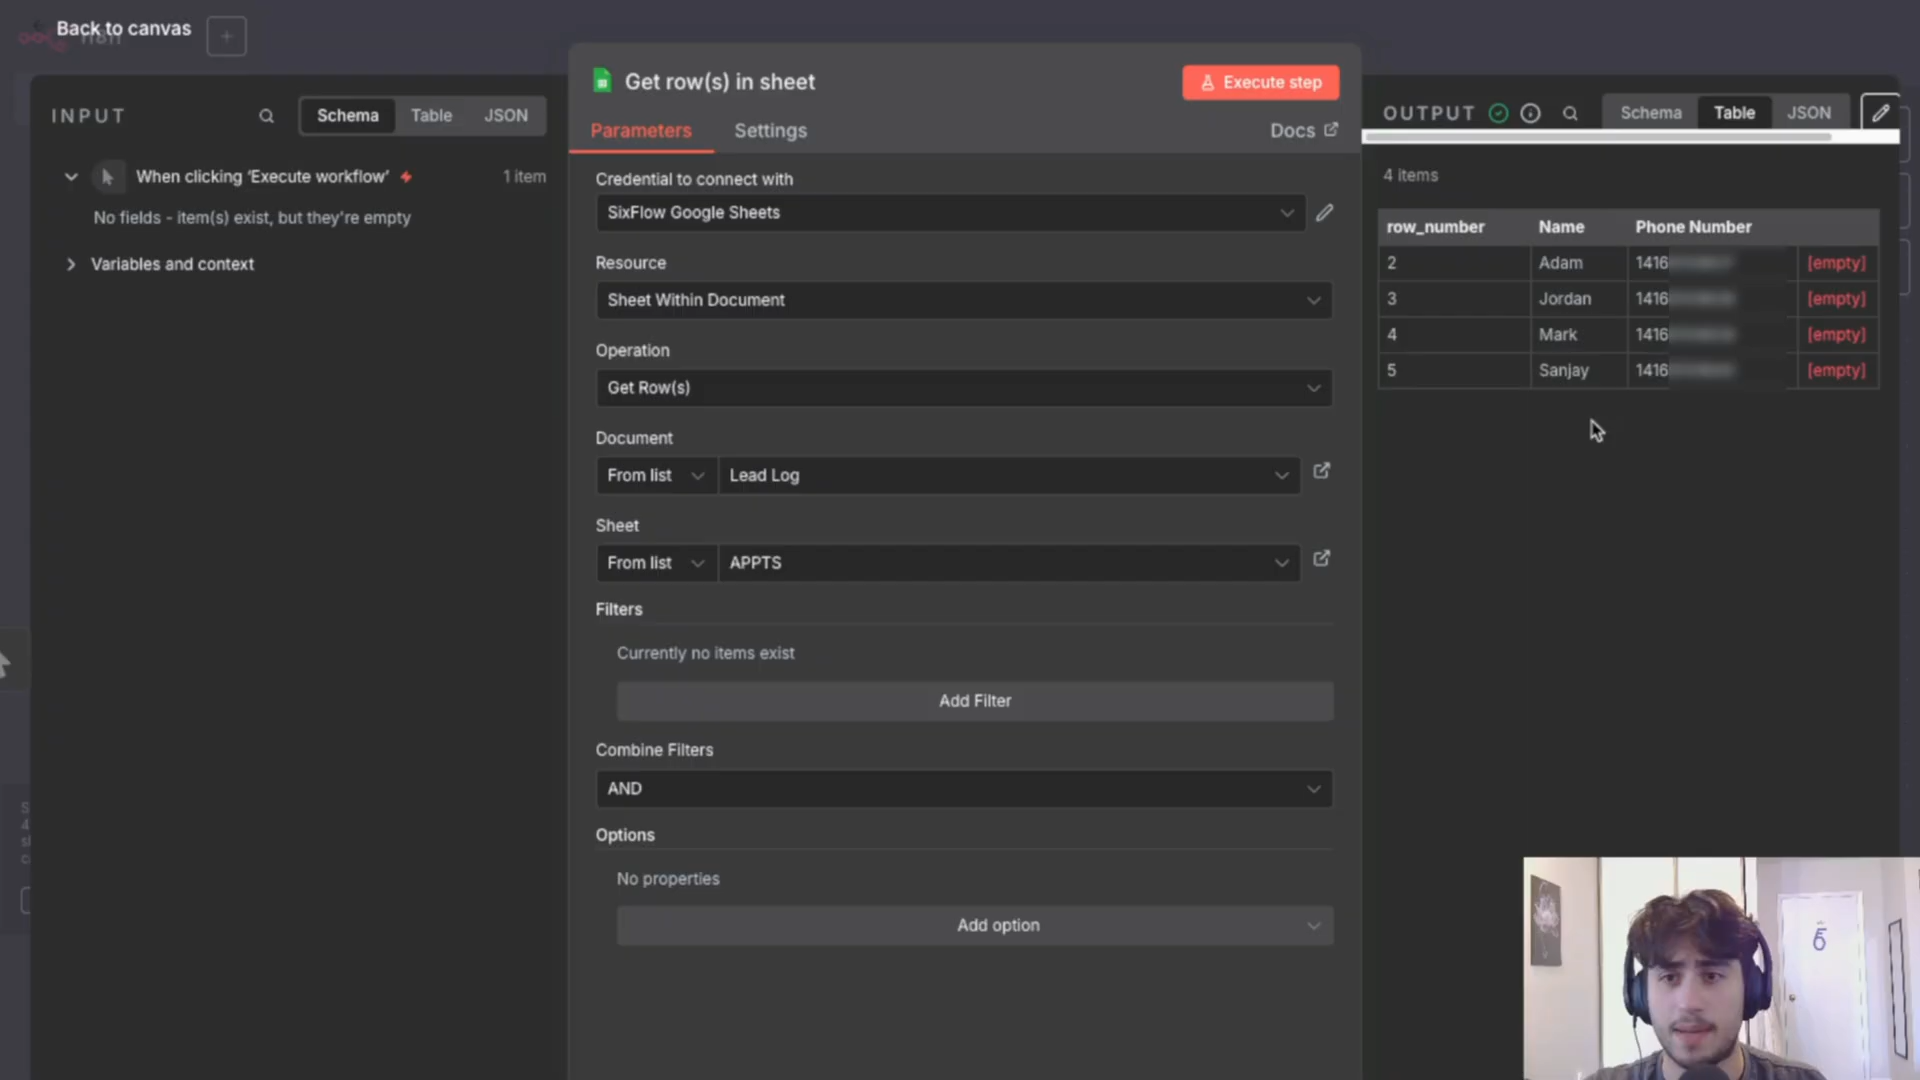 Back to canvas
n8n
INPUT
Schema
Table
JSON
When clicking ‘Execute workflow’
1 item
No fields - item(s) exist, but they're empty
Variables and context
Get row(s) in sheet
Execute step
Parameters
Settings
Docs
Credential to connect with
SixFlow Google Sheets
Resource
Sheet Within Document
Operation
Get Row(s)
Document
From list
Lead Log
Sheet
From list
APPTS
Filters
Currently no items exist
Add Filter
Combine Filters
AND
Options
No properties
Add option
OUTPUT
Schema
Table
JSON
4 items
row_number Name Phone Number
2 Adam 1416 [empty]
3 Jordan 1416 [empty]
4 Mark 1416 [empty]
5 Sanjay 1416 [empty]
6